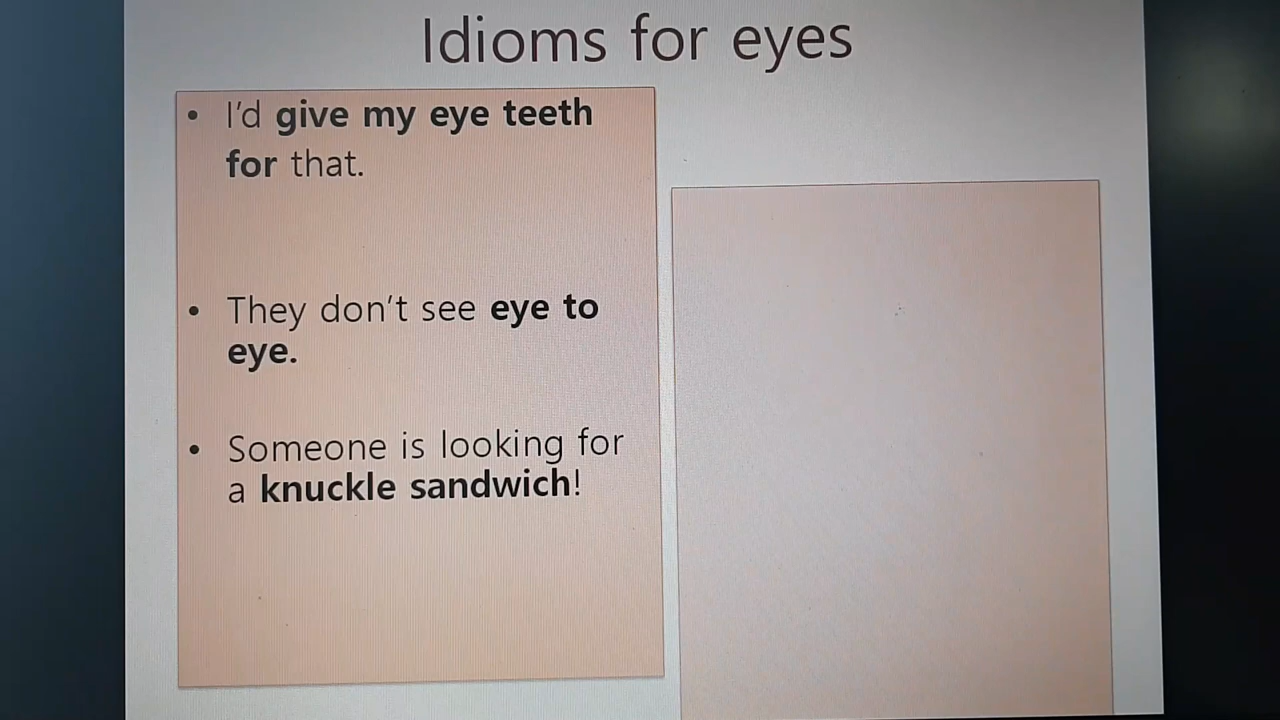 Idioms for eyes
• I'd give my eye teeth
for that.
• They don't see eye to
eye.
• Someone is looking for
a knuckle sandwich!